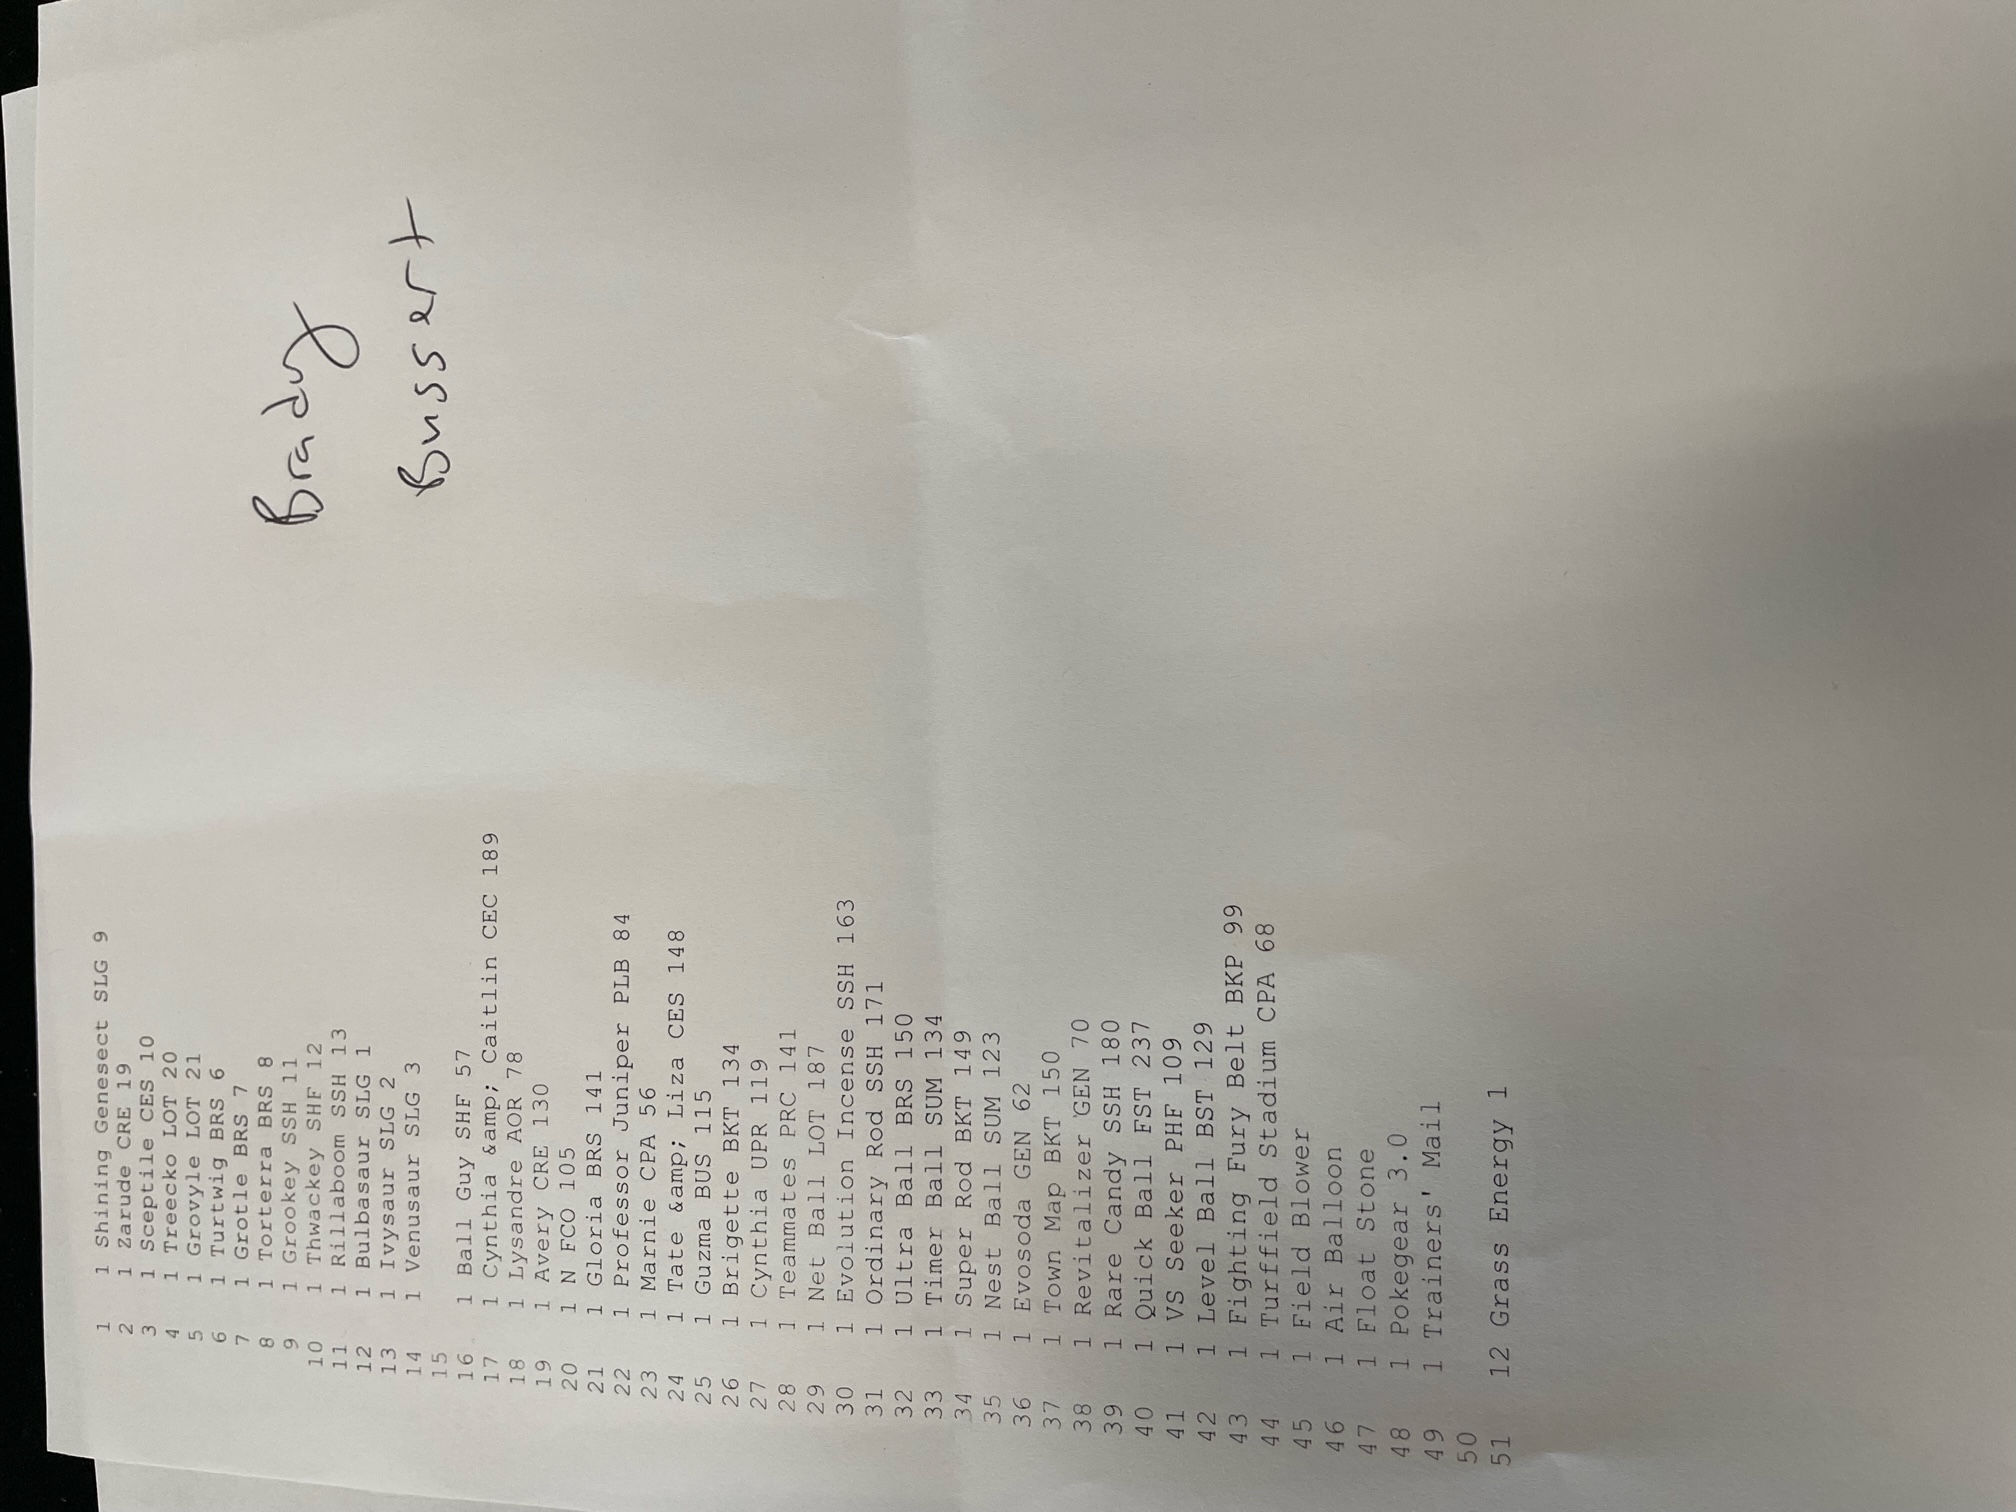 1 1 Shining Genesect SLG 9
2 1 Zarude CRE 19
3 1 Sceptile CES 10
4 1 Treecko LOT 20
5 1 Grovyle LOT 21
6 1 Turtwig BRS 6
7 1 Grotle BRS 7
8 1 Torterra BRS 8
9 1 Grookey SSH 11
10 1 Thwackey SHF 12
11 1 Rillaboom SSH 13
12 1 Bulbasaur SLG 1
13 1 Ivysaur SLG 2
14 1 Venusaur SLG 3
15
16 1 Ball Guy SHF 57
17 1 Cynthia &amp; Caitlin CEC 189
18 1 Lysandre AOR 78
19 1 Avery CRE 130
20 1 N FCO 105
21 1 Gloria BRS 141
22 1 Professor Juniper PLB 84
23 1 Marnie CPA 56
24 1 Tate &amp; Liza CES 148
25 1 Guzma BUS 115
26 1 Brigette BKT 134
27 1 Cynthia UPR 119
28 1 Teammates PRC 141
29 1 Net Ball LOT 187
30 1 Evolution Incense SSH 163
31 1 Ordinary Rod SSH 171
32 1 Ultra Ball BRS 150
33 1 Timer Ball SUM 134
34 1 Super Rod BKT 149
35 1 Nest Ball SUM 123
36 1 Evosoda GEN 62
37 1 Town Map BKT 150
38 1 Revitalizer GEN 70
39 1 Rare Candy SSH 180
40 1 Quick Ball FST 237
41 1 VS Seeker PHF 109
42 1 Level Ball BST 129
43 1 Fighting Fury Belt BKP 99
44 1 Turffield Stadium CPA 68
45 1 Field Blower
46 1 Air Balloon
47 1 Float Stone
48 1 Pokegear 3.0
49 1 Trainers' Mail
50
51 12 Grass Energy 1
Brady
Bussert